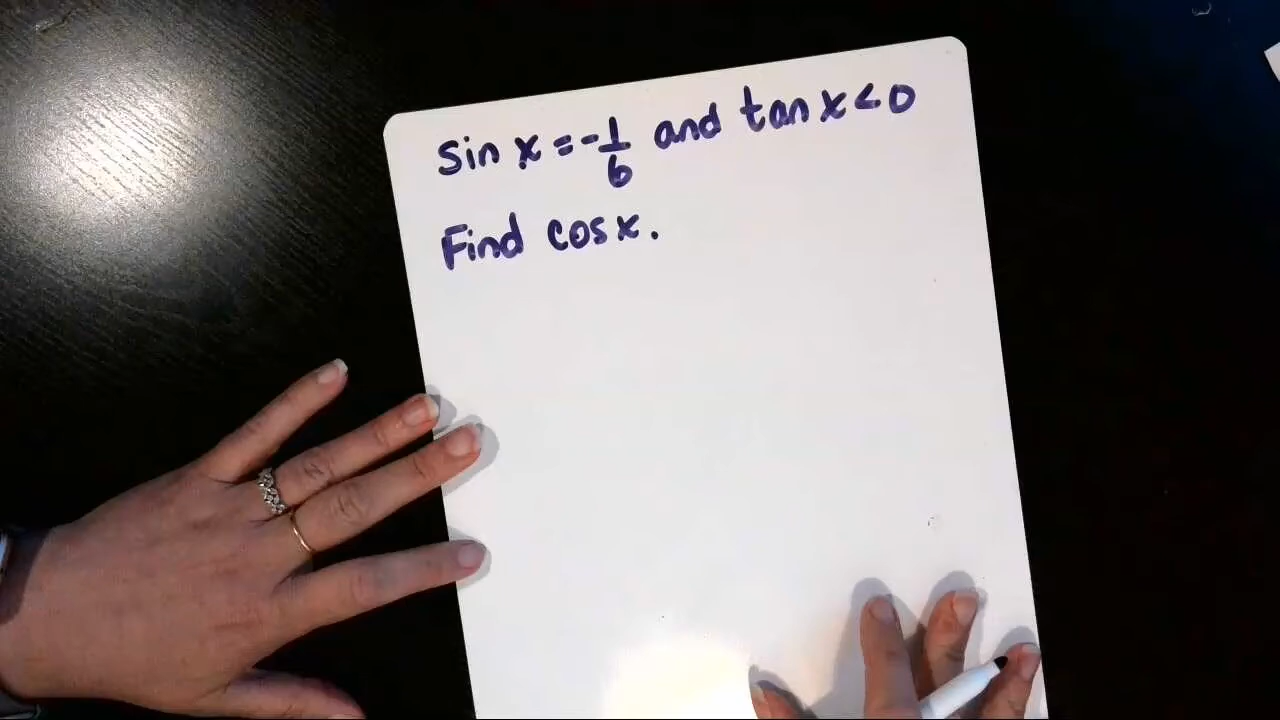 sin x = -1/6 and tan x < 0
Find cos x.